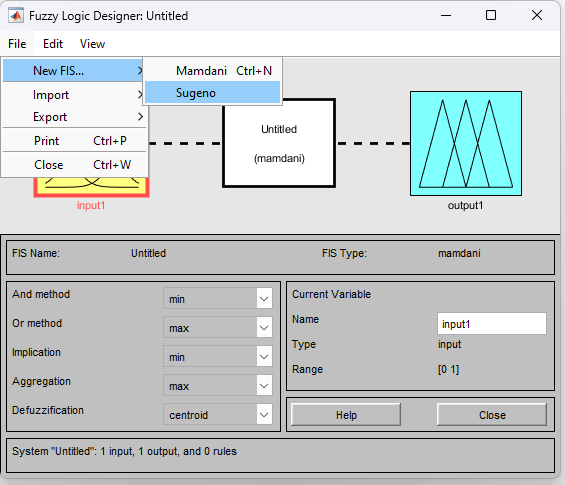 Fuzzy Logic Designer: Untitled
File Edit View
New FIS...
Mamdani Ctrl+N
Sugeno
Import
Export
Print Ctrl+P
Close Ctrl+W
Untitled
(mamdani)
input1
output1
FIS Name: Untitled FIS Type: mamdani
And method min
Or method max
Implication min
Aggregation max
Defuzzification centroid
Current Variable
Name input1
Type input
Range [0 1]
Help Close
System "Untitled": 1 input, 1 output, and 0 rules